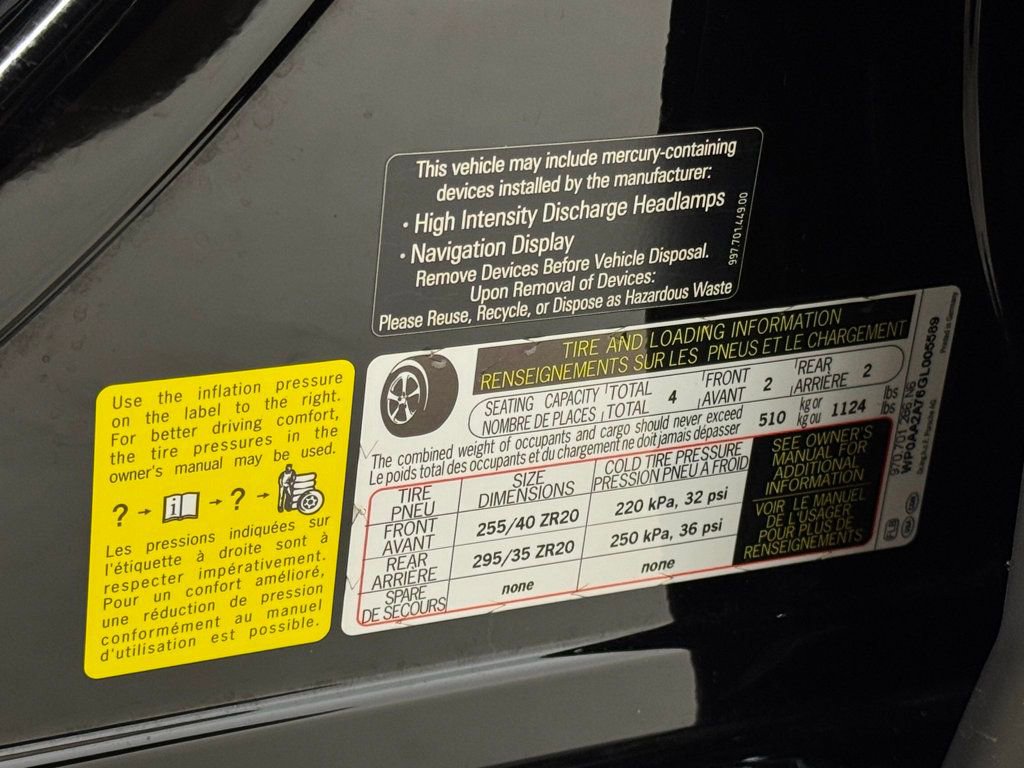 This vehicle may include mercury-containing
devices installed by the manufacturer:
• High Intensity Discharge Headlamps
• Navigation Display
Remove Devices Before Vehicle Disposal.
Upon Removal of Devices:
Please Reuse, Recycle, or Dispose as Hazardous Waste
997.701.449.00
Use the inflation pressure
on the label to the right.
For better driving comfort,
the tire pressures in the
owner's manual may be used.
? → i → ? →
Les pressions indiquées sur
l'étiquette à droite sont à
respecter impérativement.
Pour un confort amélioré,
une réduction de pression
conformément au manuel
d'utilisation est possible.
TIRE AND LOADING INFORMATION
RENSEIGNEMENTS SUR LES PNEUS ET LE CHARGEMENT
SEATING CAPACITY TOTAL 4 FRONT 2 REAR 2
NOMBRE DE PLACES TOTAL AVANT ARRIÈRE
The combined weight of occupants and cargo should never exceed 510 kg or 1124 lbs
Le poids total des occupants et du chargement ne doit jamais dépasser kg ou lbs
TIRE SIZE COLD TIRE PRESSURE
PNEU DIMENSIONS PRESSION PNEU A FROID
FRONT 255/40 ZR20 220 kPa, 32 psi
AVANT
REAR 295/35 ZR20 250 kPa, 36 psi
ARRIERE
SPARE none none
DE SECOURS
SEE OWNER'S
MANUAL FOR
ADDITIONAL
INFORMATION
VOIR LE MANUEL
DE L'USAGER
POUR PLUS DE
RENSEIGNEMENTS
970.701.286 N6
WP0AA2A76GL005589
Printed in Germany